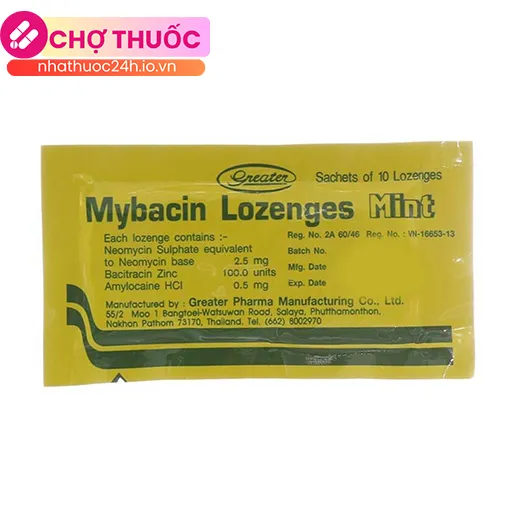 CHỢ THUỐC
nhathuoc24h.io.vn
Greater
Sachets of 10 Lozenges
Mybacin Lozenges Mint
Each lozenge contains :-
Neomycin Sulphate equivalent
to Neomycin base 2.5 mg
Bacitracin Zinc 100.0 units
Amylocaine HCl 0.5 mg
Reg. No. 2A 60/46 Reg. No. : VN-16653-13
Batch No.
Mfg. Date
Exp. Date
Manufactured by : Greater Pharma Manufacturing Co., Ltd.
55/2 Moo 1 Bangtoei-Watsuwan Road, Salaya, Phutthamonthon,
Nakhon Pathom 73170, Thailand. Tel. (662) 8002970